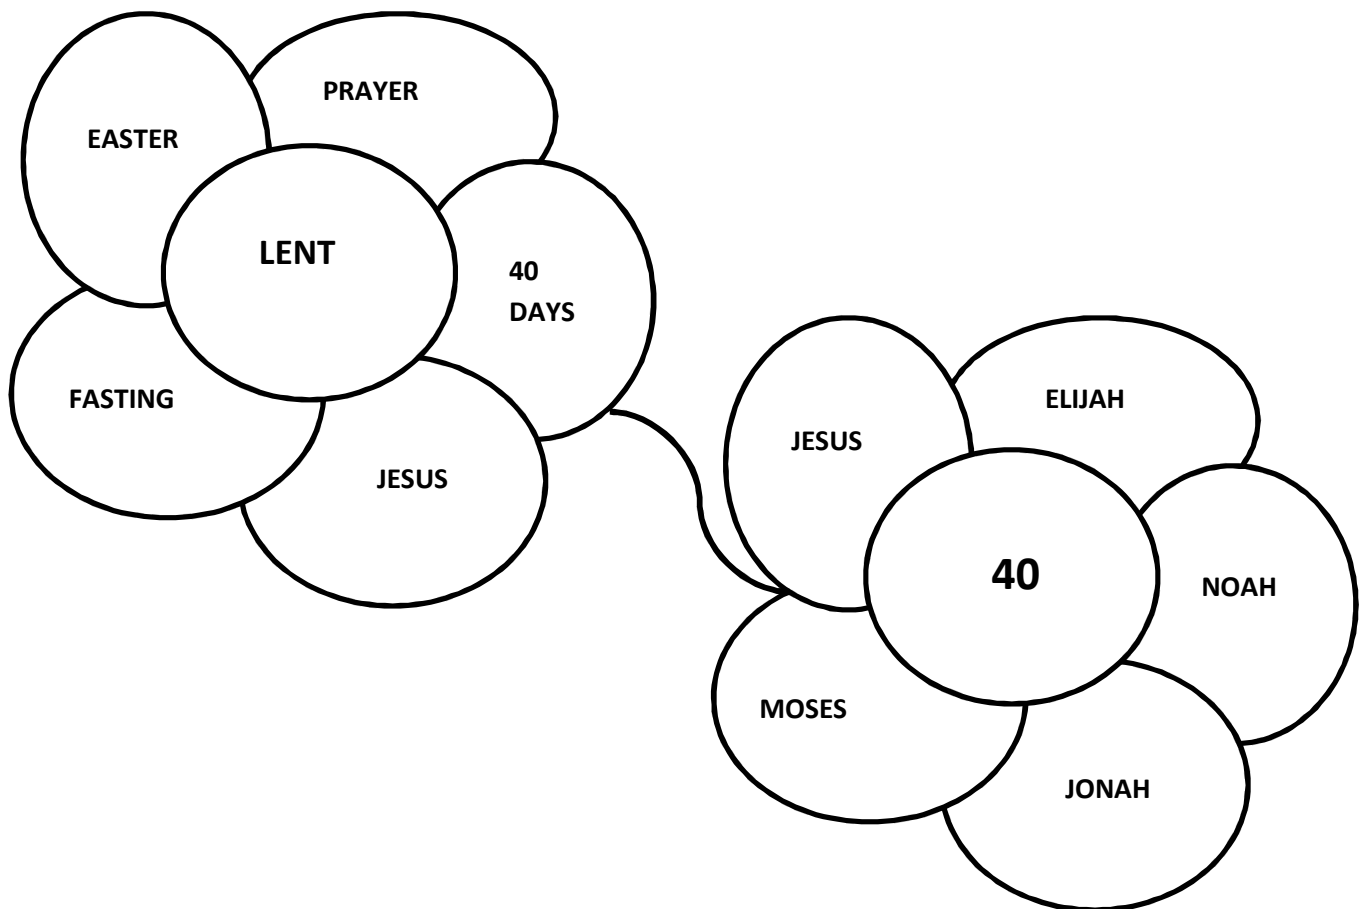 PRAYER
EASTER
LENT
40
DAYS
FASTING
JESUS
ELIJAH
JESUS
40
NOAH
MOSES
JONAH